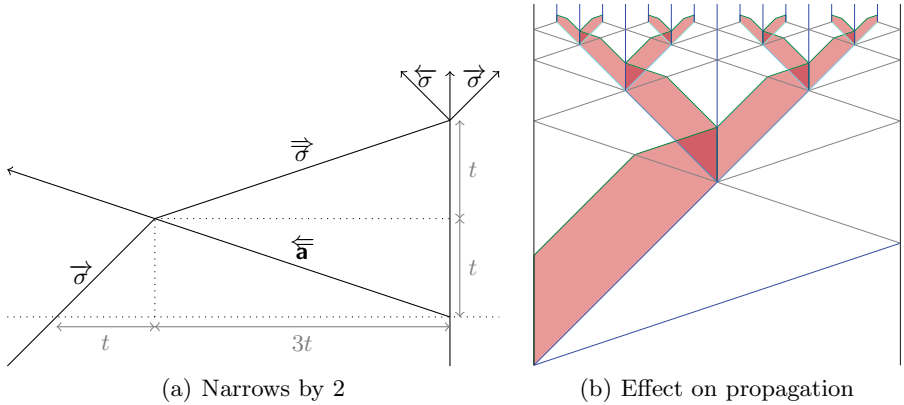 σ σ
σ
t
a
σ
t
t 3t
(a) Narrows by 2 (b) Effect on propagation